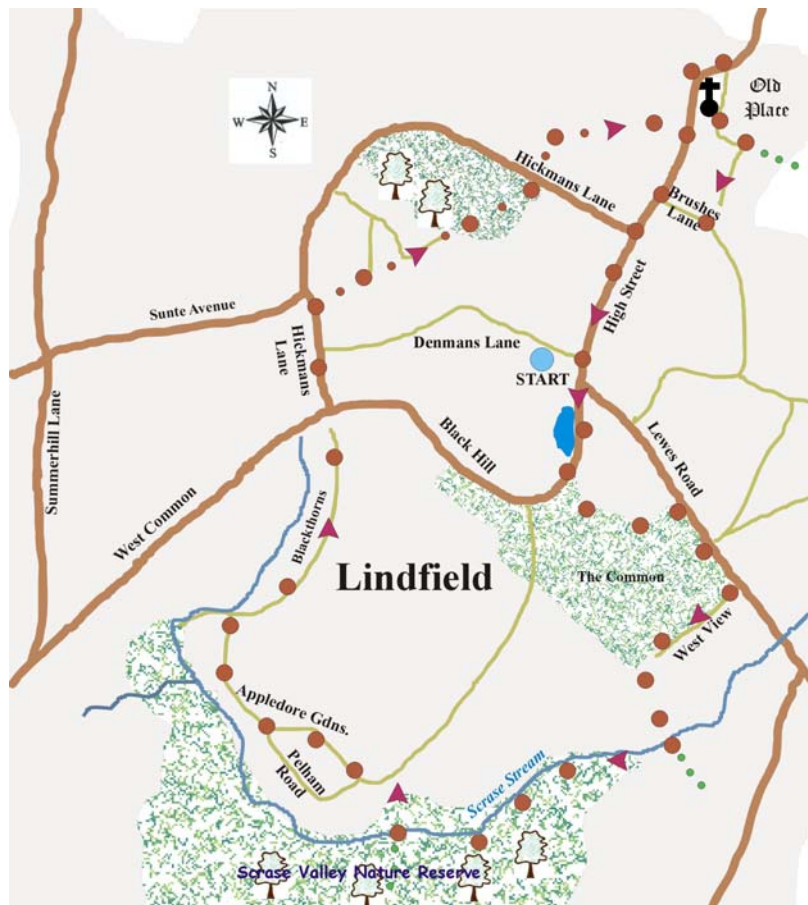 Old
Place
N
W E
S
Hickmans Lane
Brushes
Lane
High Street
Sunte Avenue
Hickmans
Lane
Denmans Lane
START
Summerhill Lane
West Common
Black Hill
Lewes Road
Blackthorns
Lindfield
The Common
West View
Appledore Gdns.
Pelham
Road
Scrase Stream
Scrase Valley Nature Reserve